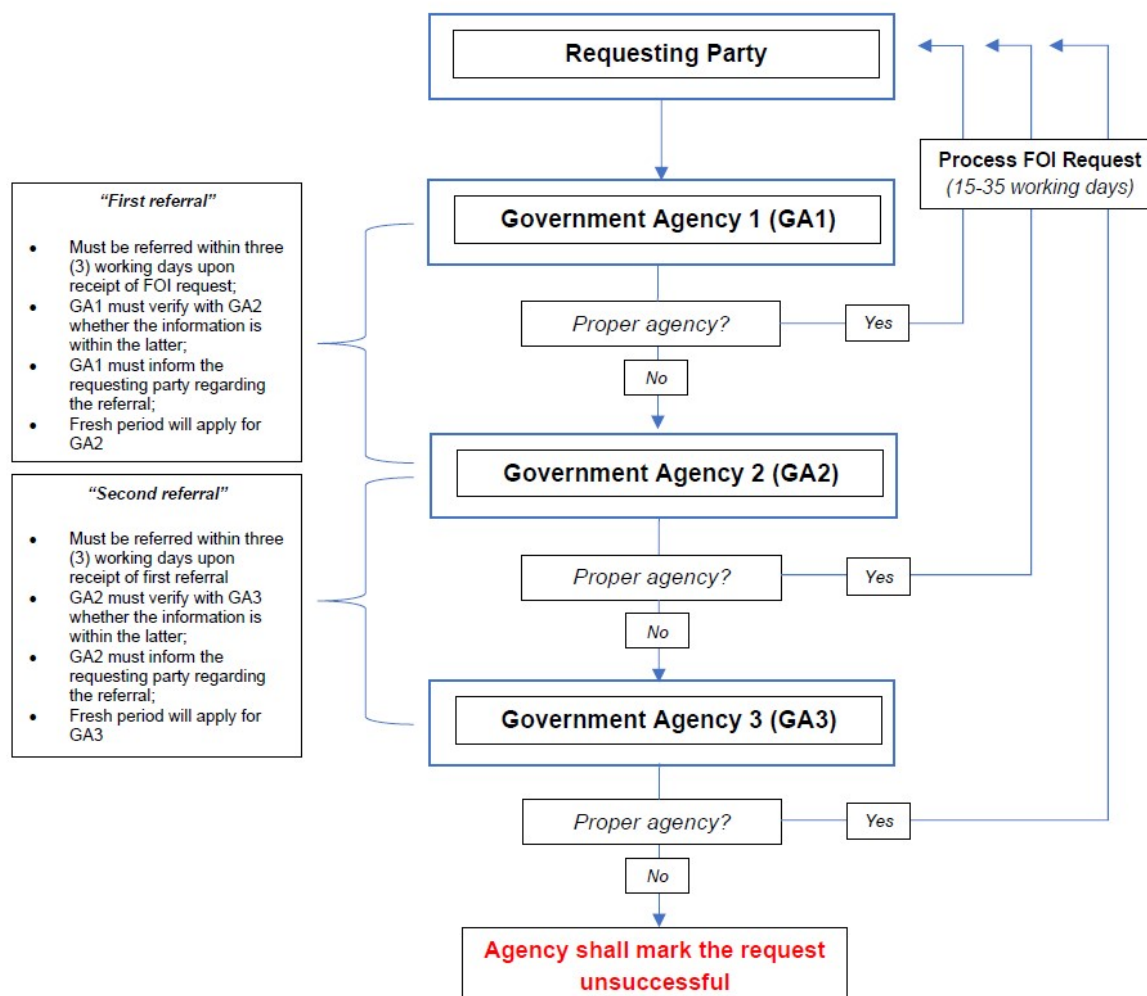 Requesting Party
Process FOI Request
(15-35 working days)
“First referral”
• Must be referred within three
(3) working days upon
receipt of FOI request;
• GA1 must verify with GA2
whether the information is
within the latter;
• GA1 must inform the
requesting party regarding
the referral;
• Fresh period will apply for
GA2
Government Agency 1 (GA1)
Proper agency?
Yes
No
Government Agency 2 (GA2)
“Second referral”
• Must be referred within three
(3) working days upon
receipt of first referral
• GA2 must verify with GA3
whether the information is
within the latter;
• GA2 must inform the
requesting party regarding
the referral;
• Fresh period will apply for
GA3
Proper agency?
Yes
No
Government Agency 3 (GA3)
Proper agency?
Yes
No
Agency shall mark the request
unsuccessful